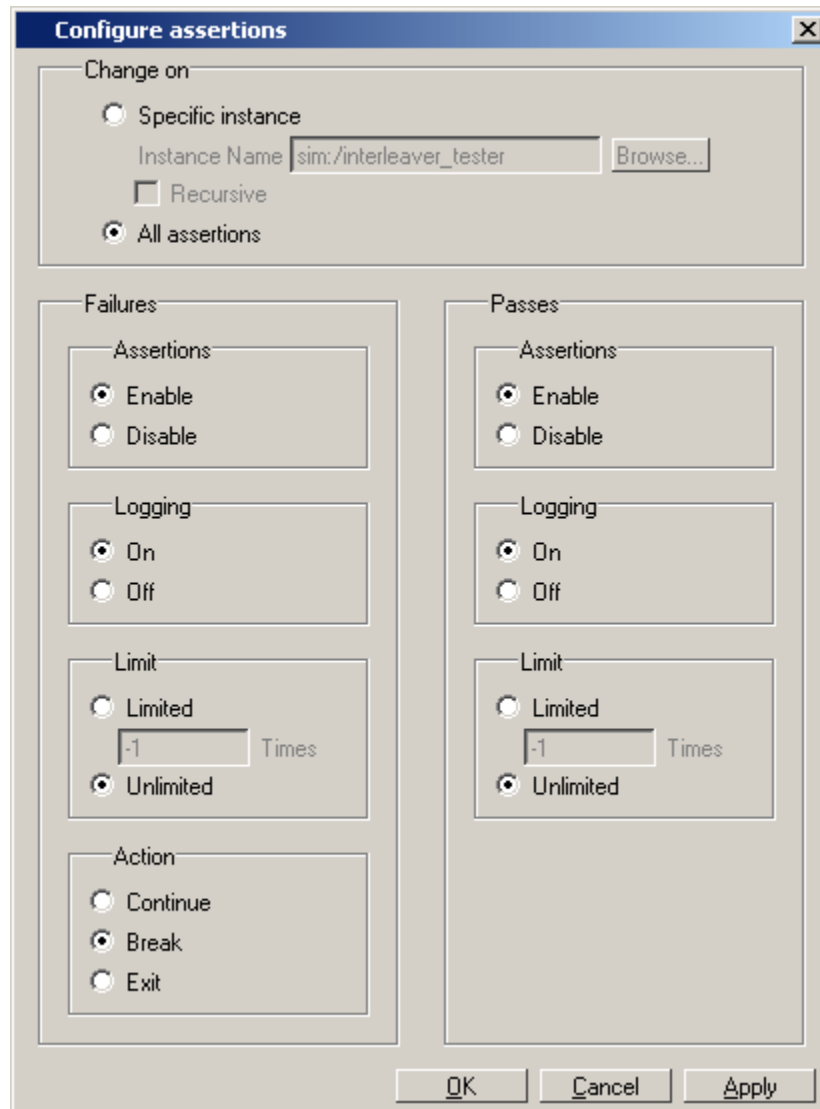 Configure assertions
Change on
Specific instance
Instance Name sim:/interleaver_tester Browse...
Recursive
All assertions
Failures
Assertions
Enable
Disable
Logging
On
Off
Limit
Limited
-1 Times
Unlimited
Action
Continue
Break
Exit
Passes
Assertions
Enable
Disable
Logging
On
Off
Limit
Limited
-1 Times
Unlimited
OK Cancel Apply